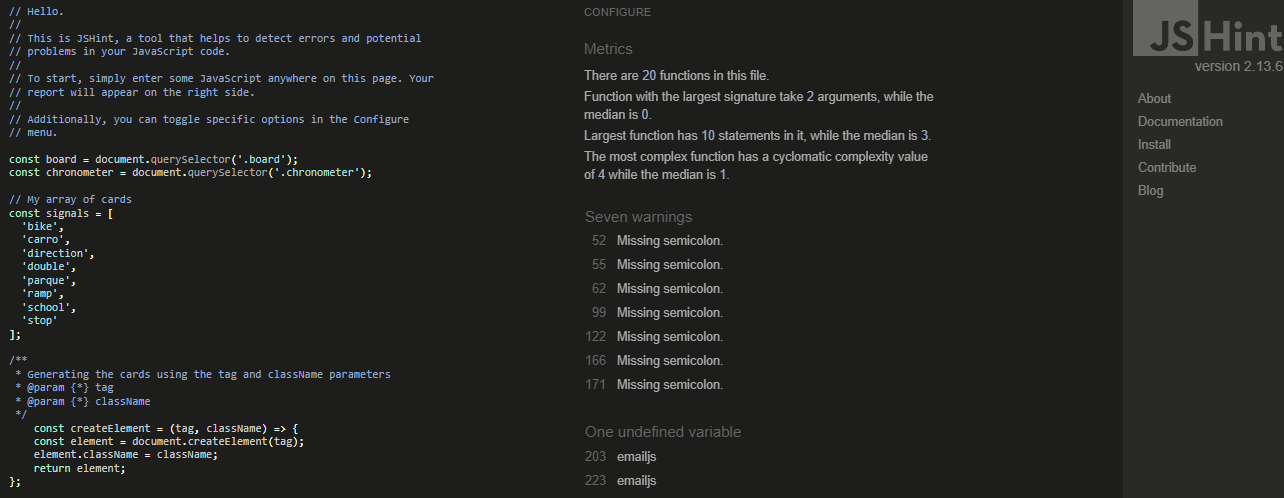 // Hello.
//
// This is JSHint, a tool that helps to detect errors and potential
// problems in your JavaScript code.
//
// To start, simply enter some JavaScript anywhere on this page. Your
// report will appear on the right side.
//
// Additionally, you can toggle specific options in the Configure
// menu.

const board = document.querySelector('.board');
const chronometer = document.querySelector('.chronometer');

// My array of cards
const signals = [
  'bike',
  'carro',
  'direction',
  'double',
  'parque',
  'ramp',
  'school',
  'stop'
];

/**
 * Generating the cards using the tag and className parameters
 * @param {*} tag
 * @param {*} className
 */
    const createElement = (tag, className) => {
    const element = document.createElement(tag);
    element.className = className;
    return element;
};
CONFIGURE
Metrics
There are 20 functions in this file.
Function with the largest signature take 2 arguments, while the
median is 0.
Largest function has 10 statements in it, while the median is 3.
The most complex function has a cyclomatic complexity value
of 4 while the median is 1.
Seven warnings
52 Missing semicolon.
55 Missing semicolon.
62 Missing semicolon.
99 Missing semicolon.
122 Missing semicolon.
166 Missing semicolon.
171 Missing semicolon.
One undefined variable
203 emailjs
223 emailjs
JSHint
version 2.13.6
About
Documentation
Install
Contribute
Blog